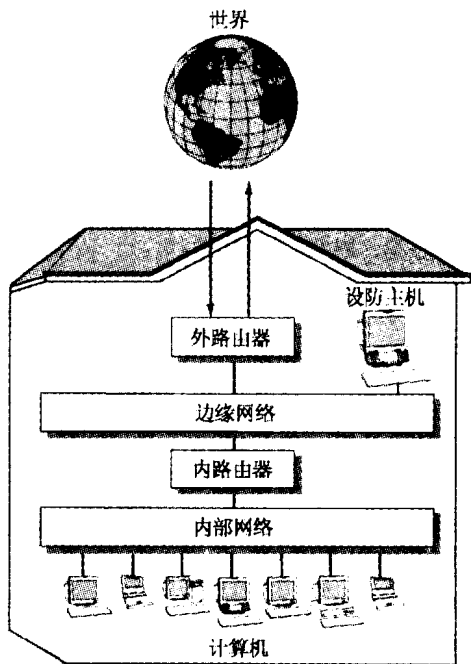 世界
设防主机
外路由器
边缘网络
内路由器
内部网络
计算机